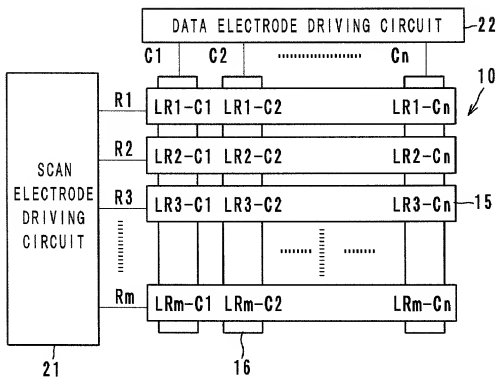 DATA ELECTRODE DRIVING CIRCUIT
22
C1 C2 Cn
10
R1
LR1-C1 LR1-C2 LR1-Cn
R2
LR2-C1 LR2-C2 LR2-Cn
SCAN
ELECTRODE
DRIVING
CIRCUIT
R3
LR3-C1 LR3-C2 LR3-Cn
15
Rm
LRm-C1 LRm-C2 LRm-Cn
21
16